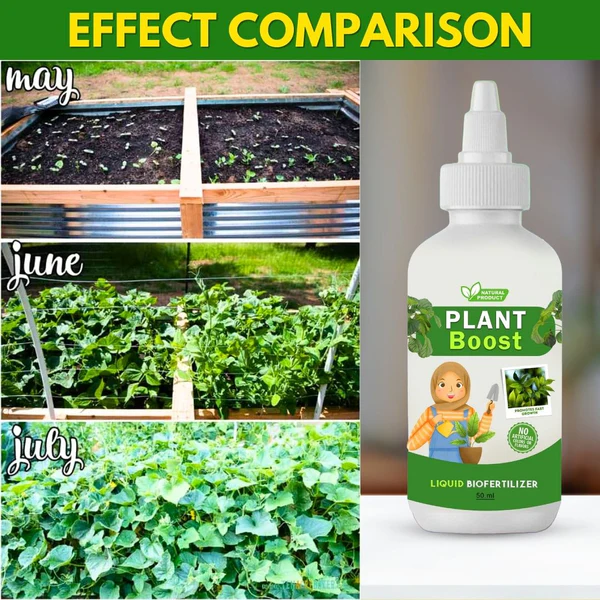 EFFECT COMPARISON
may
june
july
NATURAL
PRODUCT
PLANT
Boost
PROMOTES FAST
GROWTH
NO
ARTIFICIAL
LIQUID BIOFERTILIZER
50 ml